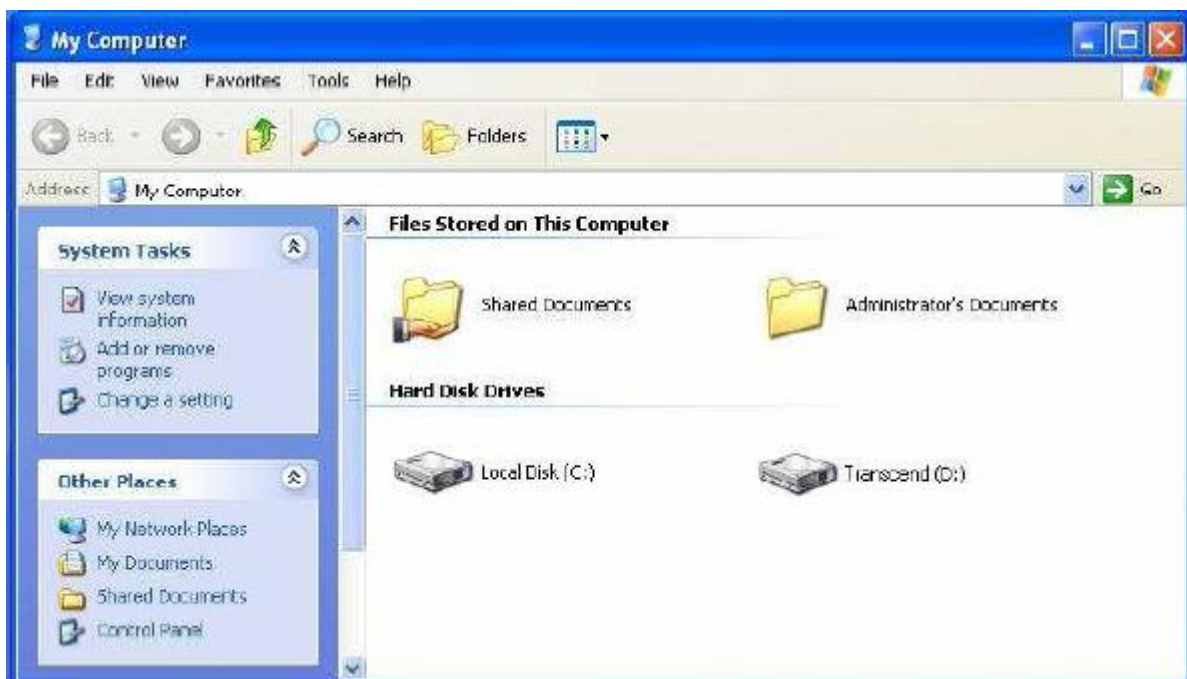 My Computer
File Edit View Favorites Tools Help
Back Search Folders
Address My Computer Go
System Tasks
View system
information
Add or remove
programs
Change a setting
Other Places
My Network Places
My Documents
Shared Documents
Control Panel
Files Stored on This Computer
Shared Documents Administrator's Documents
Hard Disk Drives
Local Disk (C:) Transcend (D:)